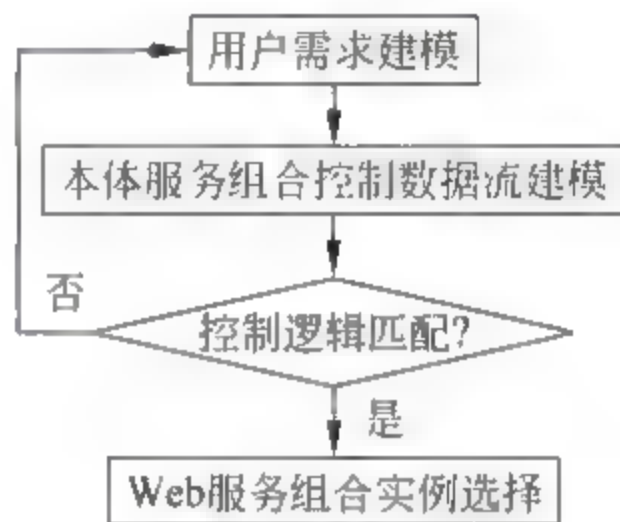 用户需求建模
本体服务组合控制数据流建模
否
控制逻辑匹配?
是
Web服务组合实例选择